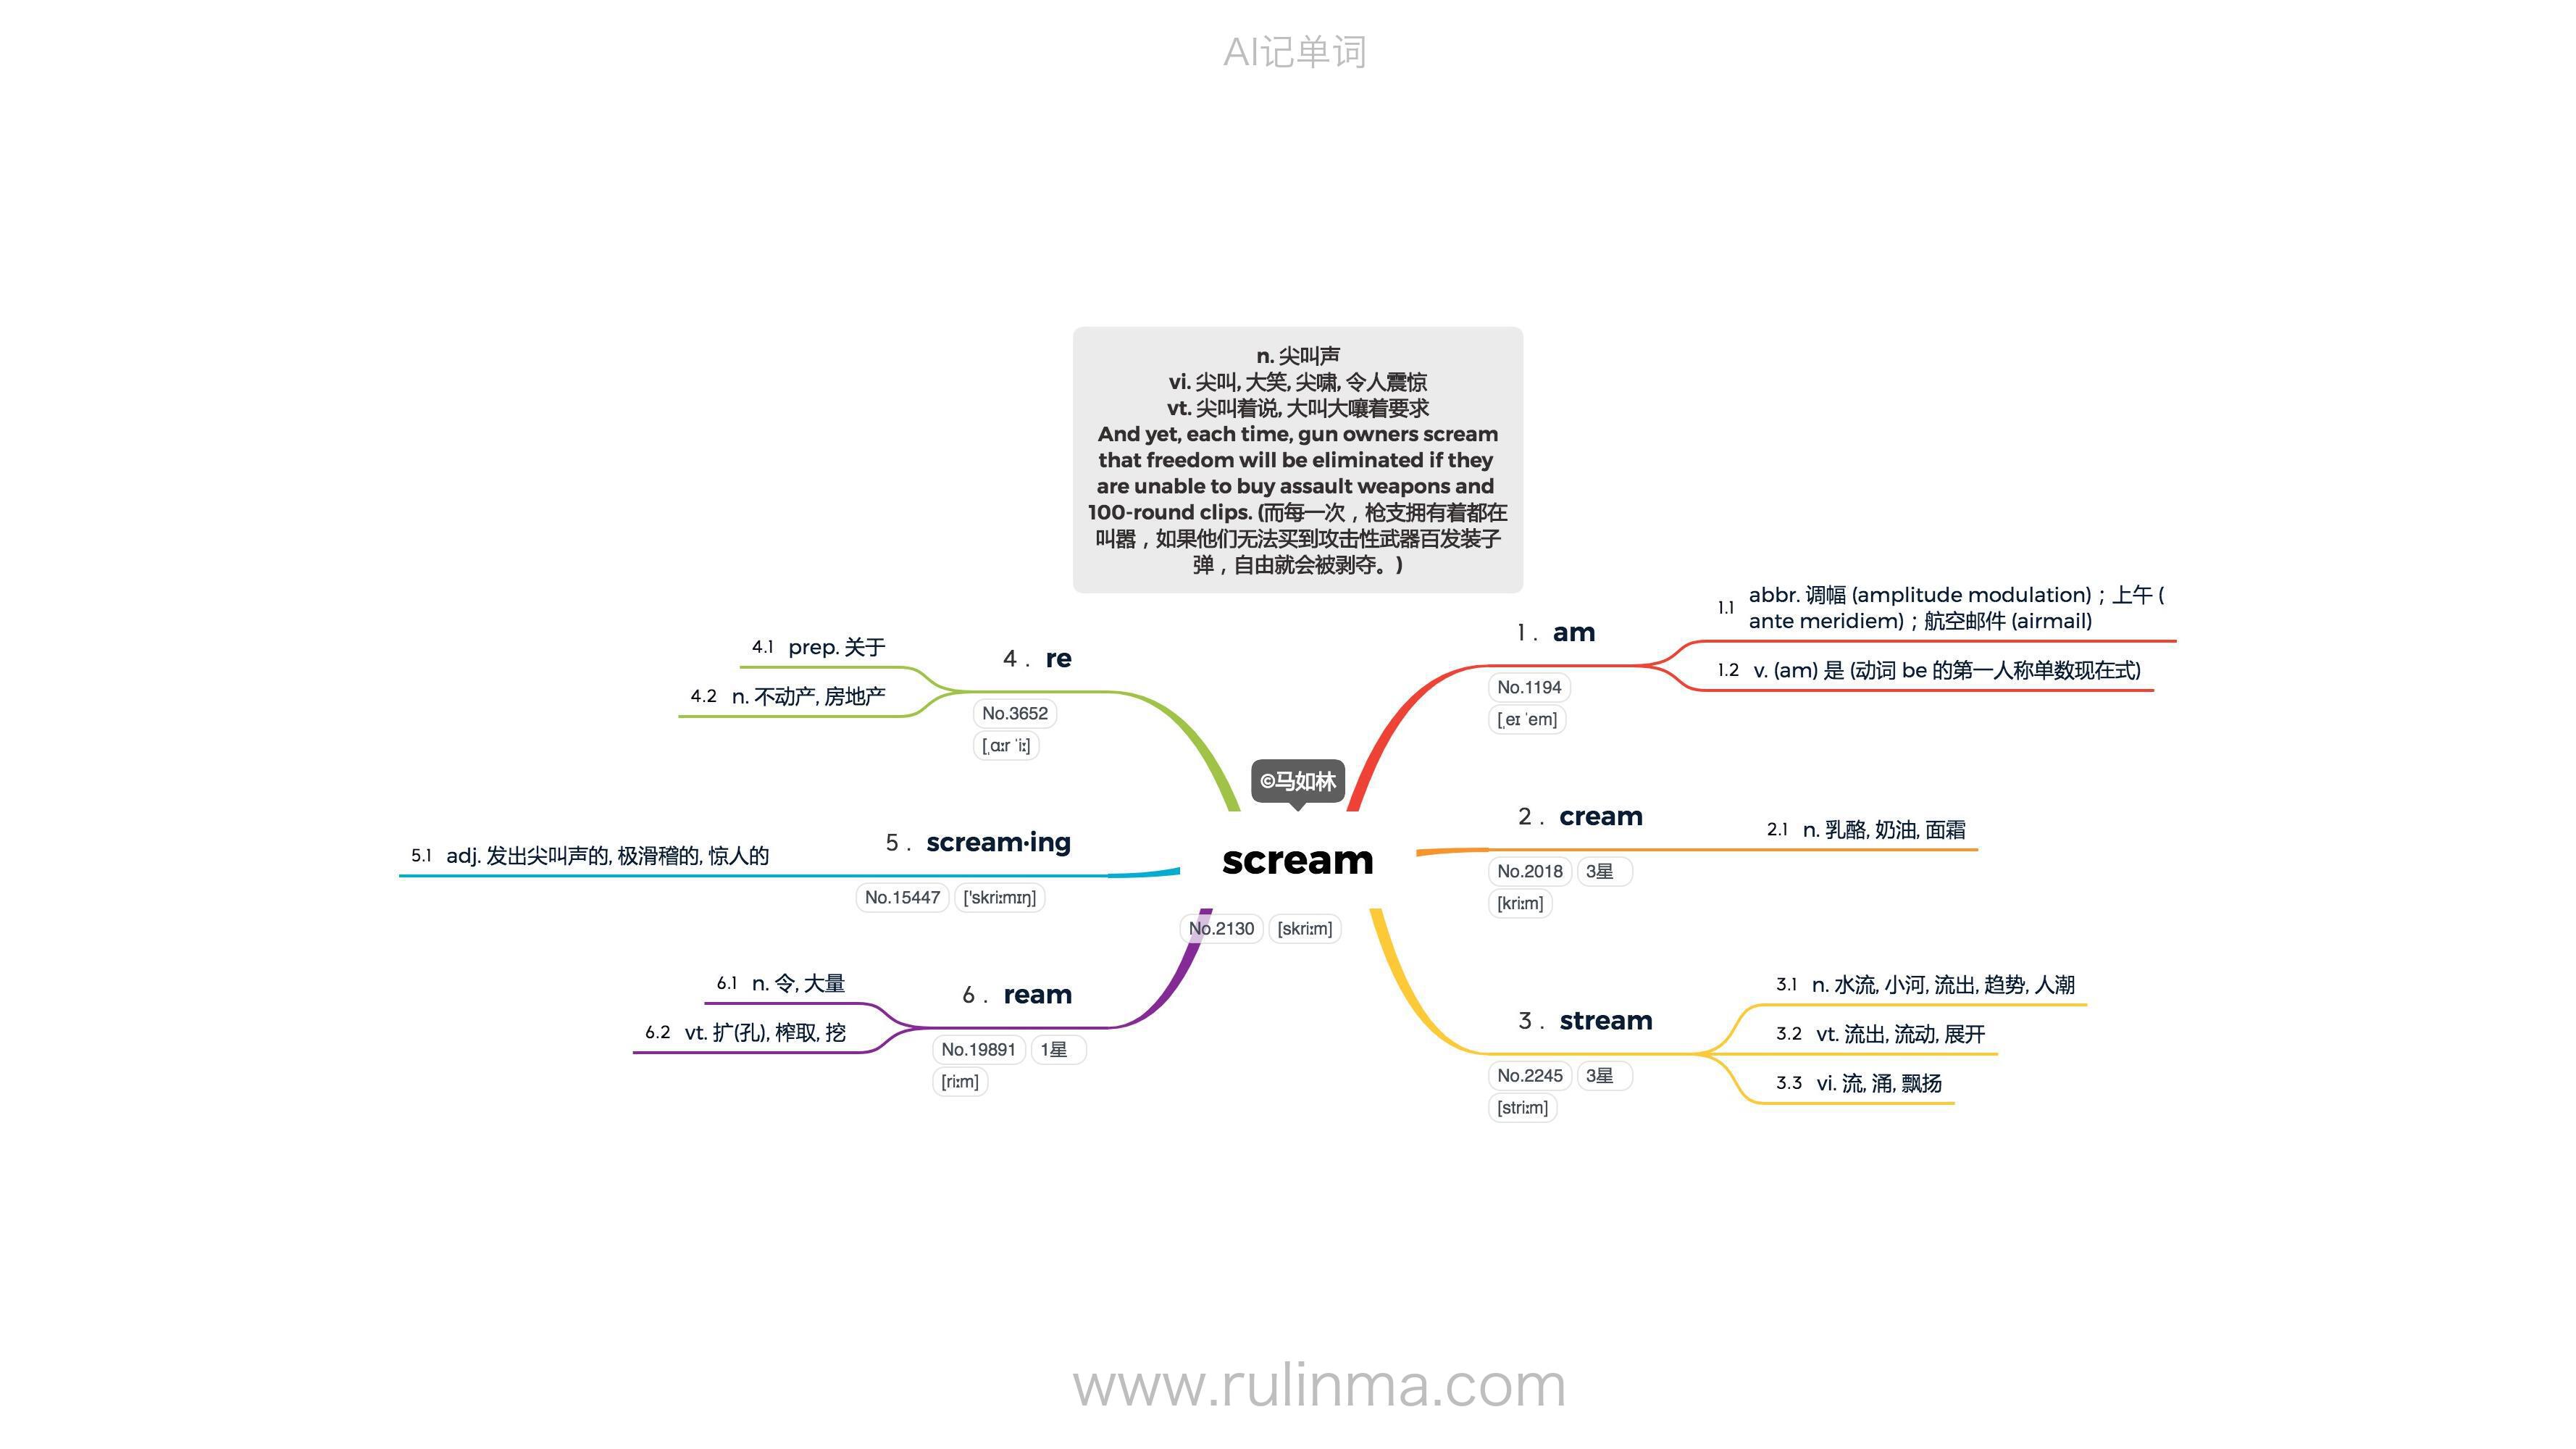 AI记单词
n. 尖叫声
vi. 尖叫, 大笑, 尖啸, 令人震惊
vt. 尖叫着说, 大叫大嚷着要求
And yet, each time, gun owners scream
that freedom will be eliminated if they
are unable to buy assault weapons and
100-round clips. (而每一次，枪支拥有着都在
叫嚣，如果他们无法买到攻击性武器百发装子
弹，自由就会被剥夺。)
©马如林
scream
No.2130 [skriːm]
1. am
No.1194
[ˌeɪ ˈem]
1.1 abbr. 调幅 (amplitude modulation)；上午 (
ante meridiem)；航空邮件 (airmail)
1.2 v. (am) 是 (动词 be 的第一人称单数现在式)
2. cream
No.2018 3星
[kriːm]
2.1 n. 乳酪, 奶油, 面霜
3. stream
No.2245 3星
[striːm]
3.1 n. 水流, 小河, 流出, 趋势, 人潮
3.2 vt. 流出, 流动, 展开
3.3 vi. 流, 涌, 飘扬
4. re
No.3652
[ˌɑːr ˈiː]
4.1 prep. 关于
4.2 n. 不动产, 房地产
5. scream·ing
No.15447 ['skriːmɪŋ]
5.1 adj. 发出尖叫声的, 极滑稽的, 惊人的
6. ream
No.19891 1星
[riːm]
6.1 n. 令, 大量
6.2 vt. 扩(孔), 榨取, 挖
www.rulinma.com